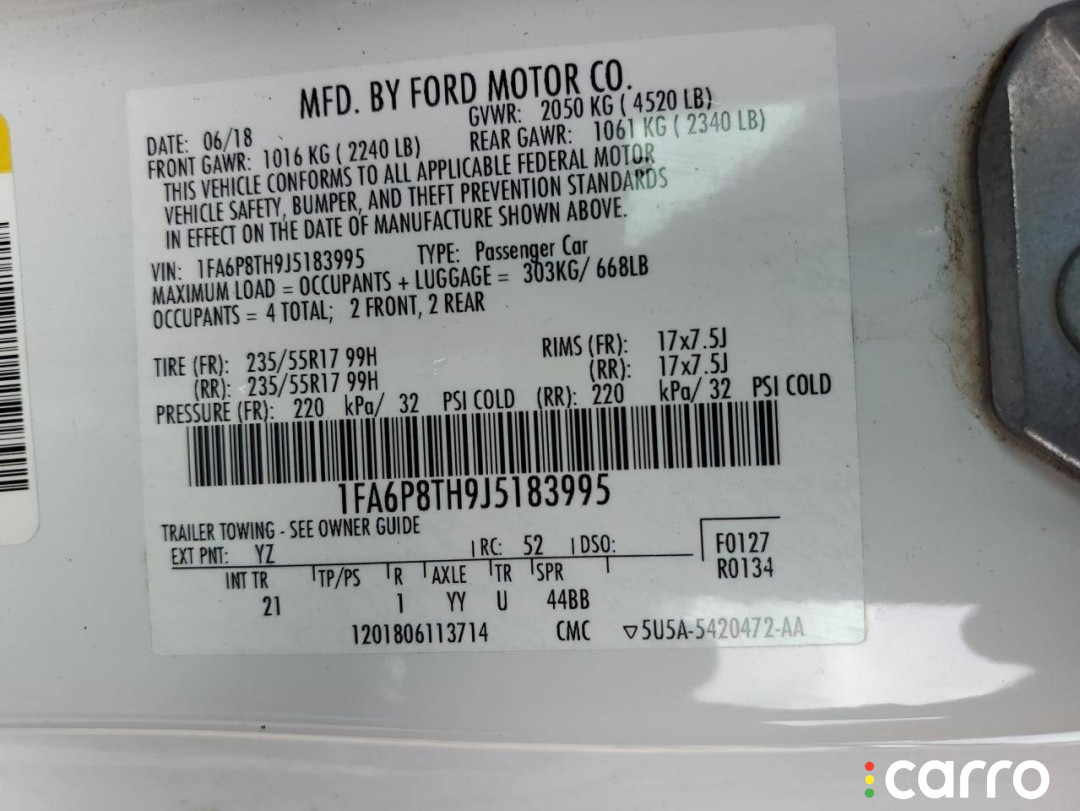 MFD. BY FORD MOTOR CO.
DATE: 06/18 GVWR: 2050 KG ( 4520 LB)
FRONT GAWR: 1016 KG ( 2240 LB) REAR GAWR: 1061 KG ( 2340 LB)
THIS VEHICLE CONFORMS TO ALL APPLICABLE FEDERAL MOTOR
VEHICLE SAFETY, BUMPER, AND THEFT PREVENTION STANDARDS
IN EFFECT ON THE DATE OF MANUFACTURE SHOWN ABOVE.
VIN: 1FA6P8TH9J5183995 TYPE: Passenger Car
MAXIMUM LOAD = OCCUPANTS + LUGGAGE = 303KG/ 668LB
OCCUPANTS = 4 TOTAL; 2 FRONT, 2 REAR
TIRE (FR): 235/55R17 99H RIMS (FR): 17x7.5J
(RR): 235/55R17 99H (RR): 17x7.5J
PRESSURE (FR): 220 kPa/ 32 PSI COLD (RR): 220 kPa/ 32 PSI COLD
1FA6P8TH9J5183995
TRAILER TOWING - SEE OWNER GUIDE
EXT PNT: YZ RC: 52 DSO: F0127
INT TR TP/PS R AXLE TR SPR R0134
21 1 YY U 44BB
1201806113714 CMC ▽5U5A-5420472-AA
carro